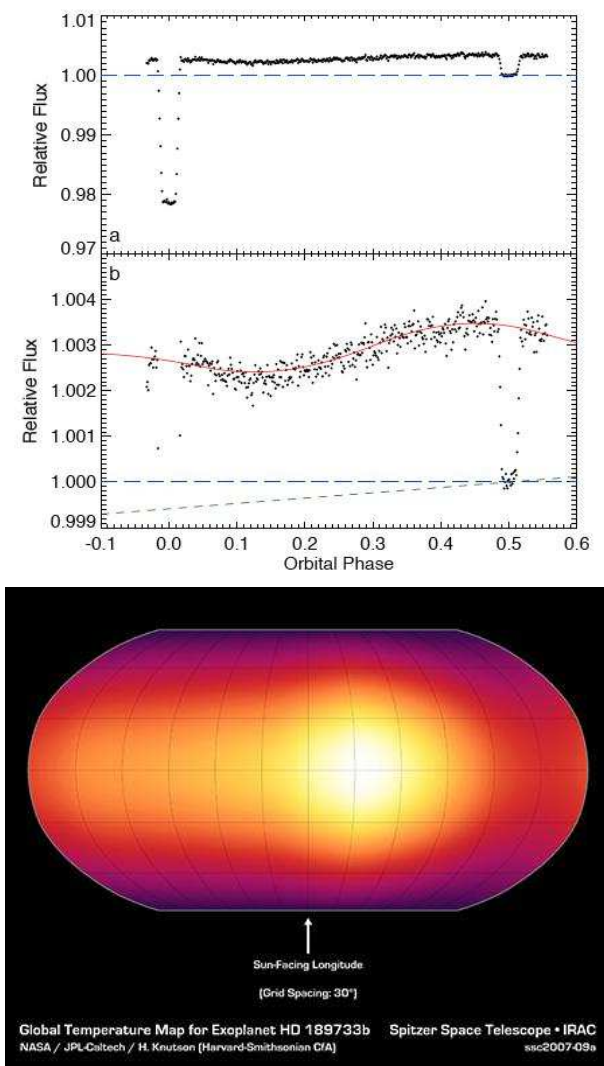 1.01
1.00
0.99
0.98
0.97
Relative Flux
a
b
1.004
1.003
1.002
1.001
1.000
0.999
Relative Flux
-0.1 0.0 0.1 0.2 0.3 0.4 0.5 0.6
Orbital Phase
Sun-Facing Longitude
(Grid Spacing: 30°)
Global Temperature Map for Exoplanet HD 189733b Spitzer Space Telescope • IRAC
NASA / JPL-Caltech / H. Knutson (Harvard-Smithsonian CfA) ssc2007-09a